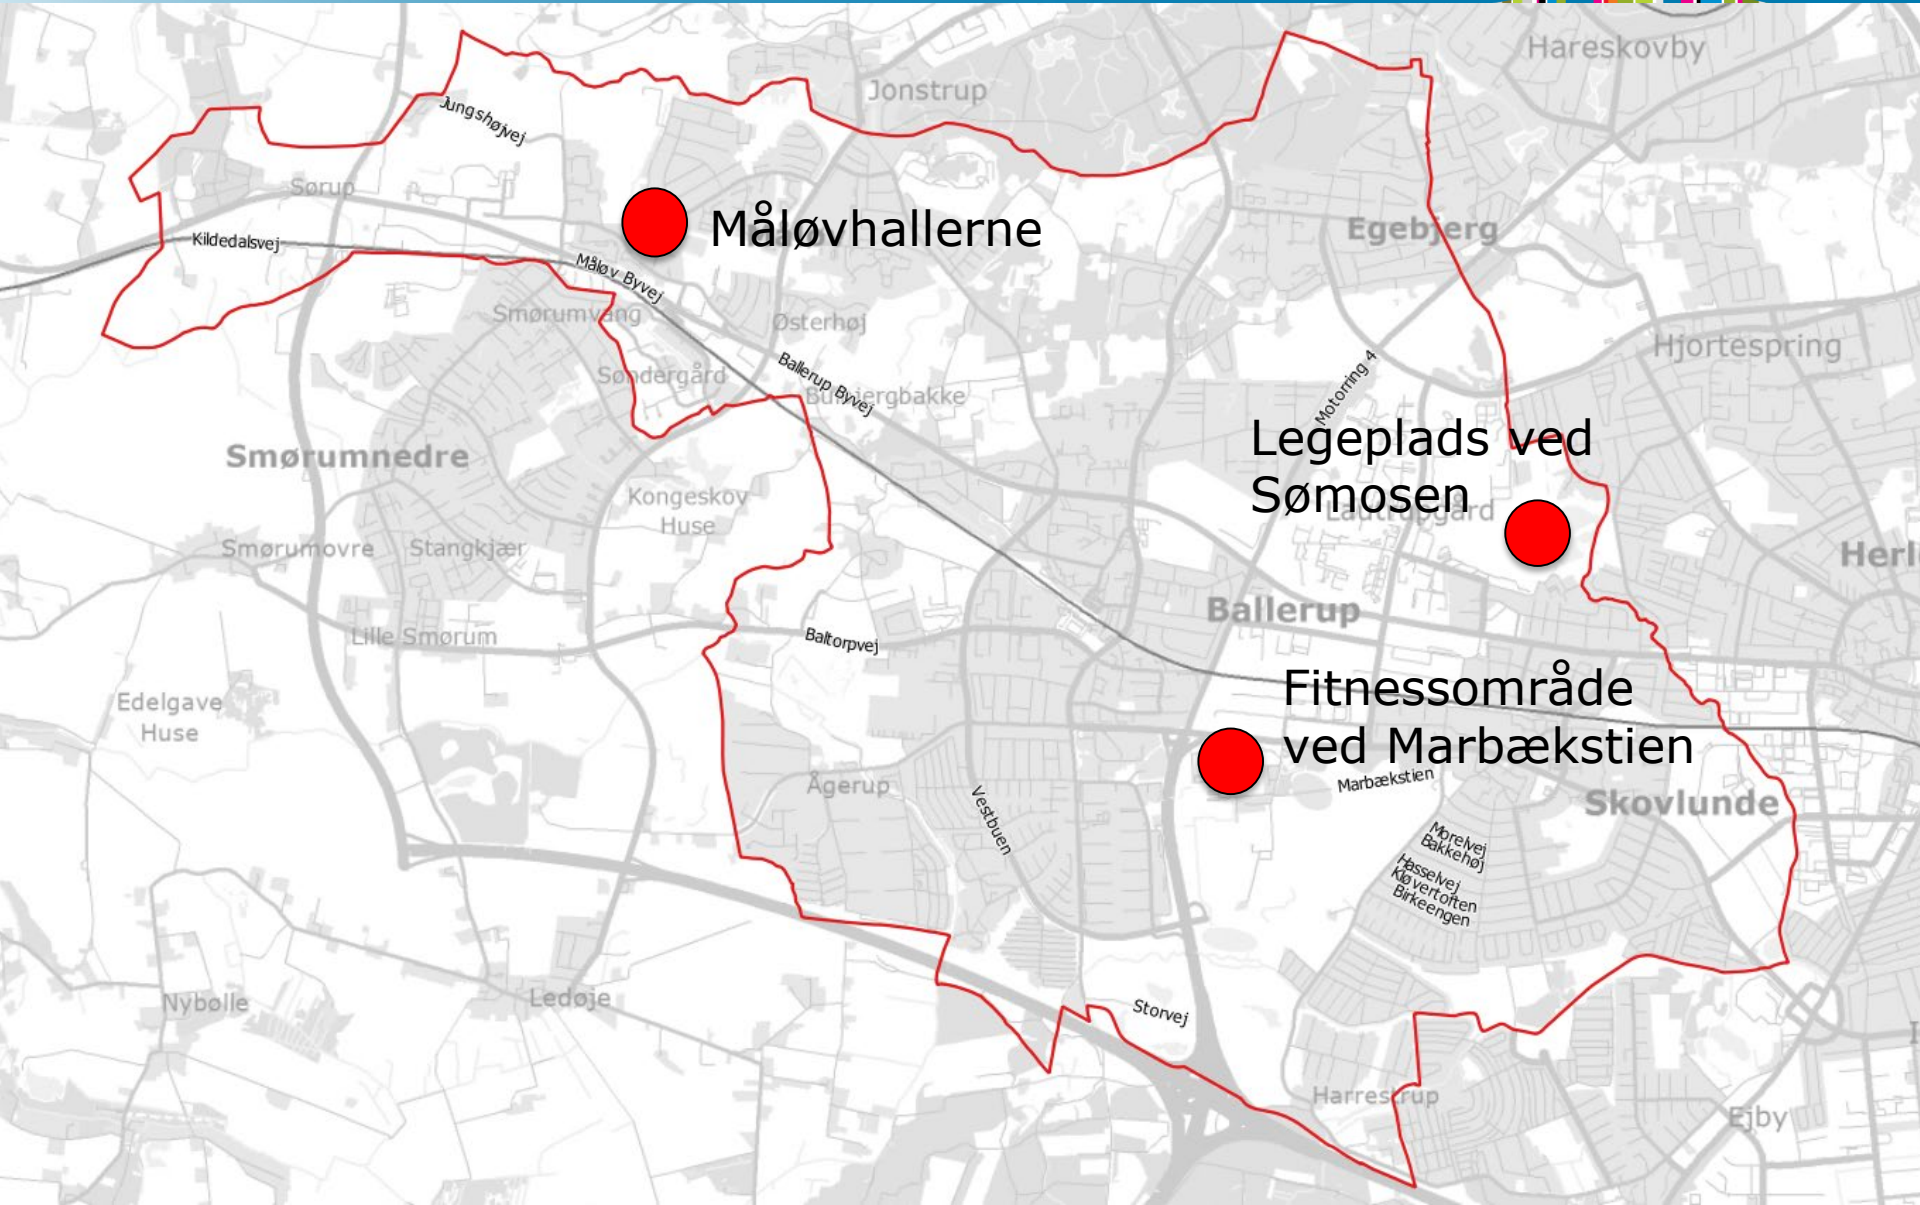 Hareskovby
Jonstrup
Jungshøjvej
Sørup
Måløvhallerne
Egebjerg
Kildedalsvej
Måløv Byvej
Smørumvang
Østerhøj
Hjortespring
Søndergård
Ballerup Byvej
Motorring 4
Legeplads ved
Sømosen
Smørumnedre
Kongeskov
Huse
Lautrupgård
Smørumovre
Stangkjær
Herl
Ballerup
Lille Smørum
Baltorpvej
Edelgave
Huse
Fitnessområde
ved Marbækstien
Marbækstien
Ågerup
Vestbuen
Skovlunde
Morelvej
Bakkehøj
Hasselvej
Kløvertoften
Birkeengen
Nybølle
Ledøje
Storvej
Harrestrup
Ejby